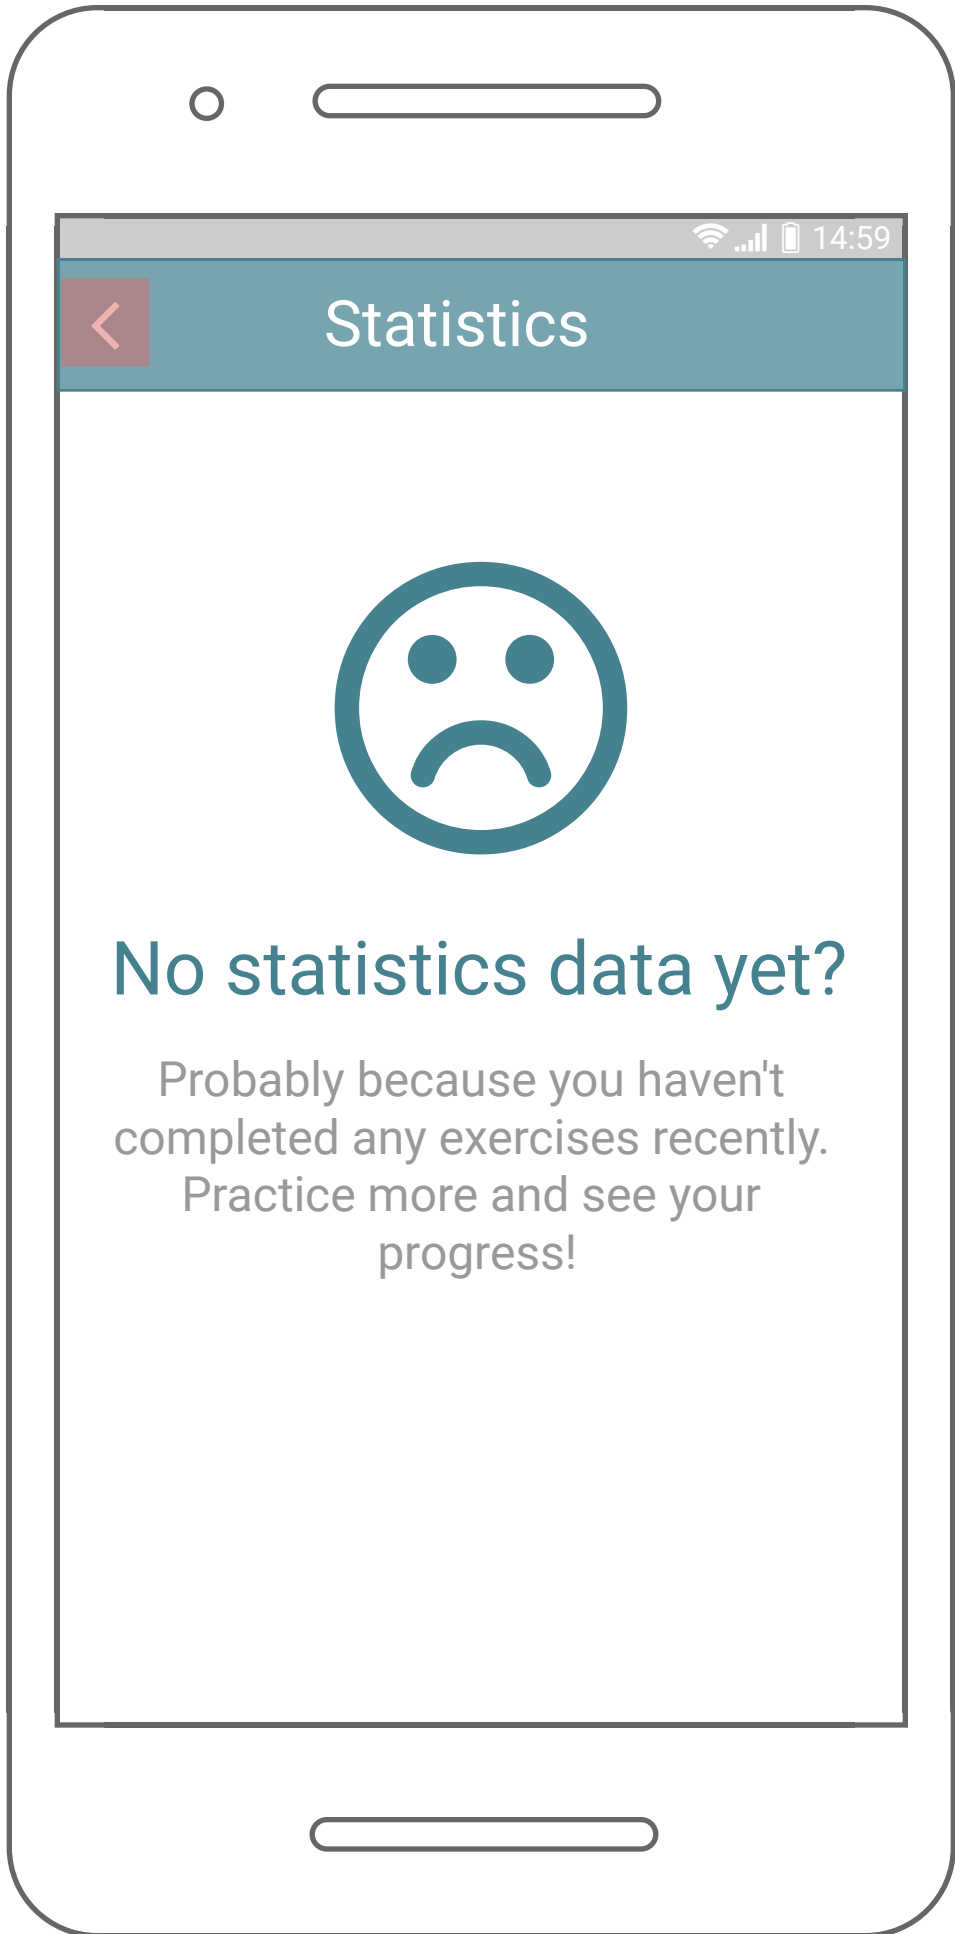 14:59
Statistics
No statistics data yet?
Probably because you haven't
completed any exercises recently.
Practice more and see your
progress!